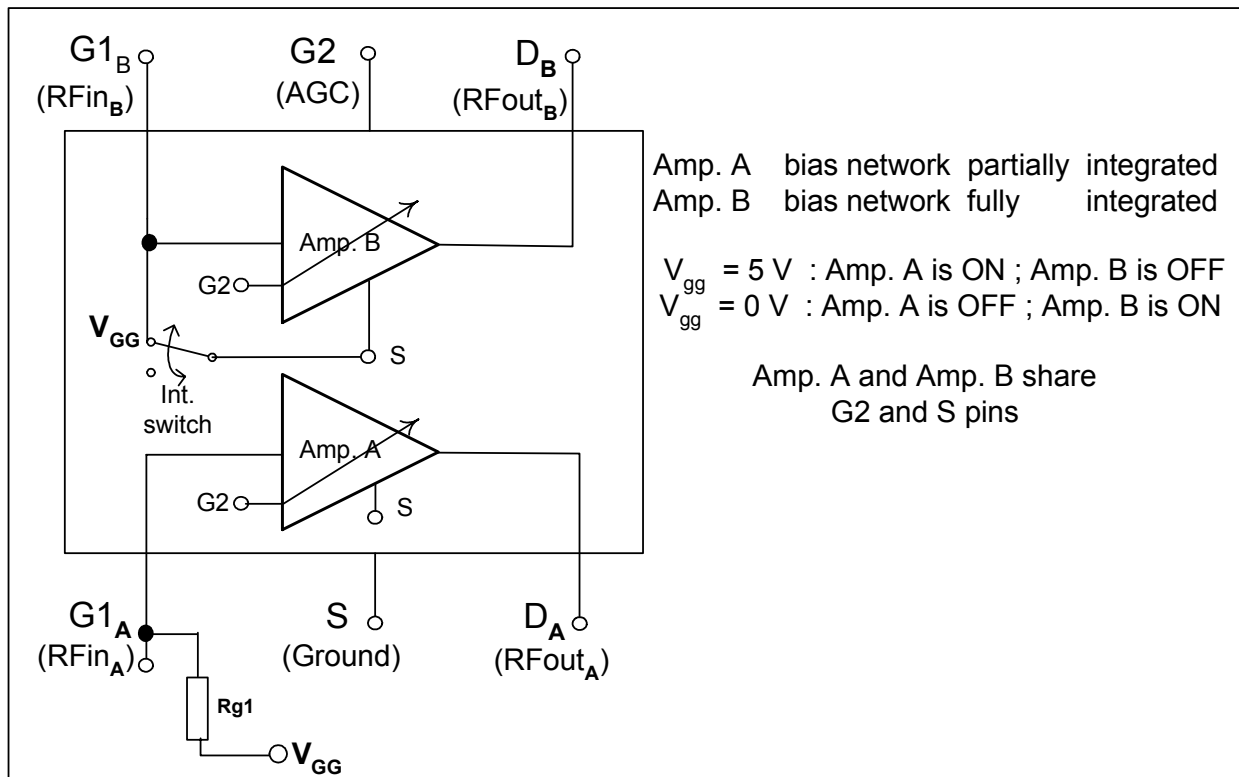 G1B G2 DB
(RFinB) (AGC) (RFoutB)
Amp. A bias network partially integrated
Amp. B bias network fully integrated
Amp. B
G2
Vgg = 5 V : Amp. A is ON ; Amp. B is OFF
Vgg = 0 V : Amp. A is OFF ; Amp. B is ON
VGG
S
Int.
switch
Amp. A and Amp. B share
G2 and S pins
Amp. A
G2 S
G1A S DA
(RFinA) (Ground) (RFoutA)
Rg1
VGG